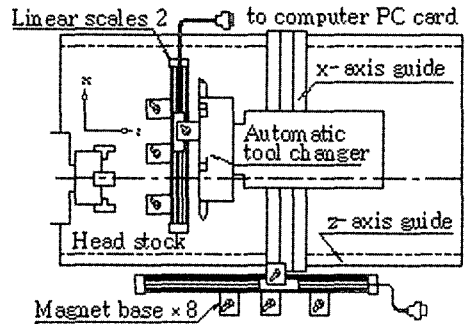 Linear scales 2
to computer PC card
x-axis guide
x
z
Automatic
tool changer
z-axis guide
Head stock
Magnet base × 8